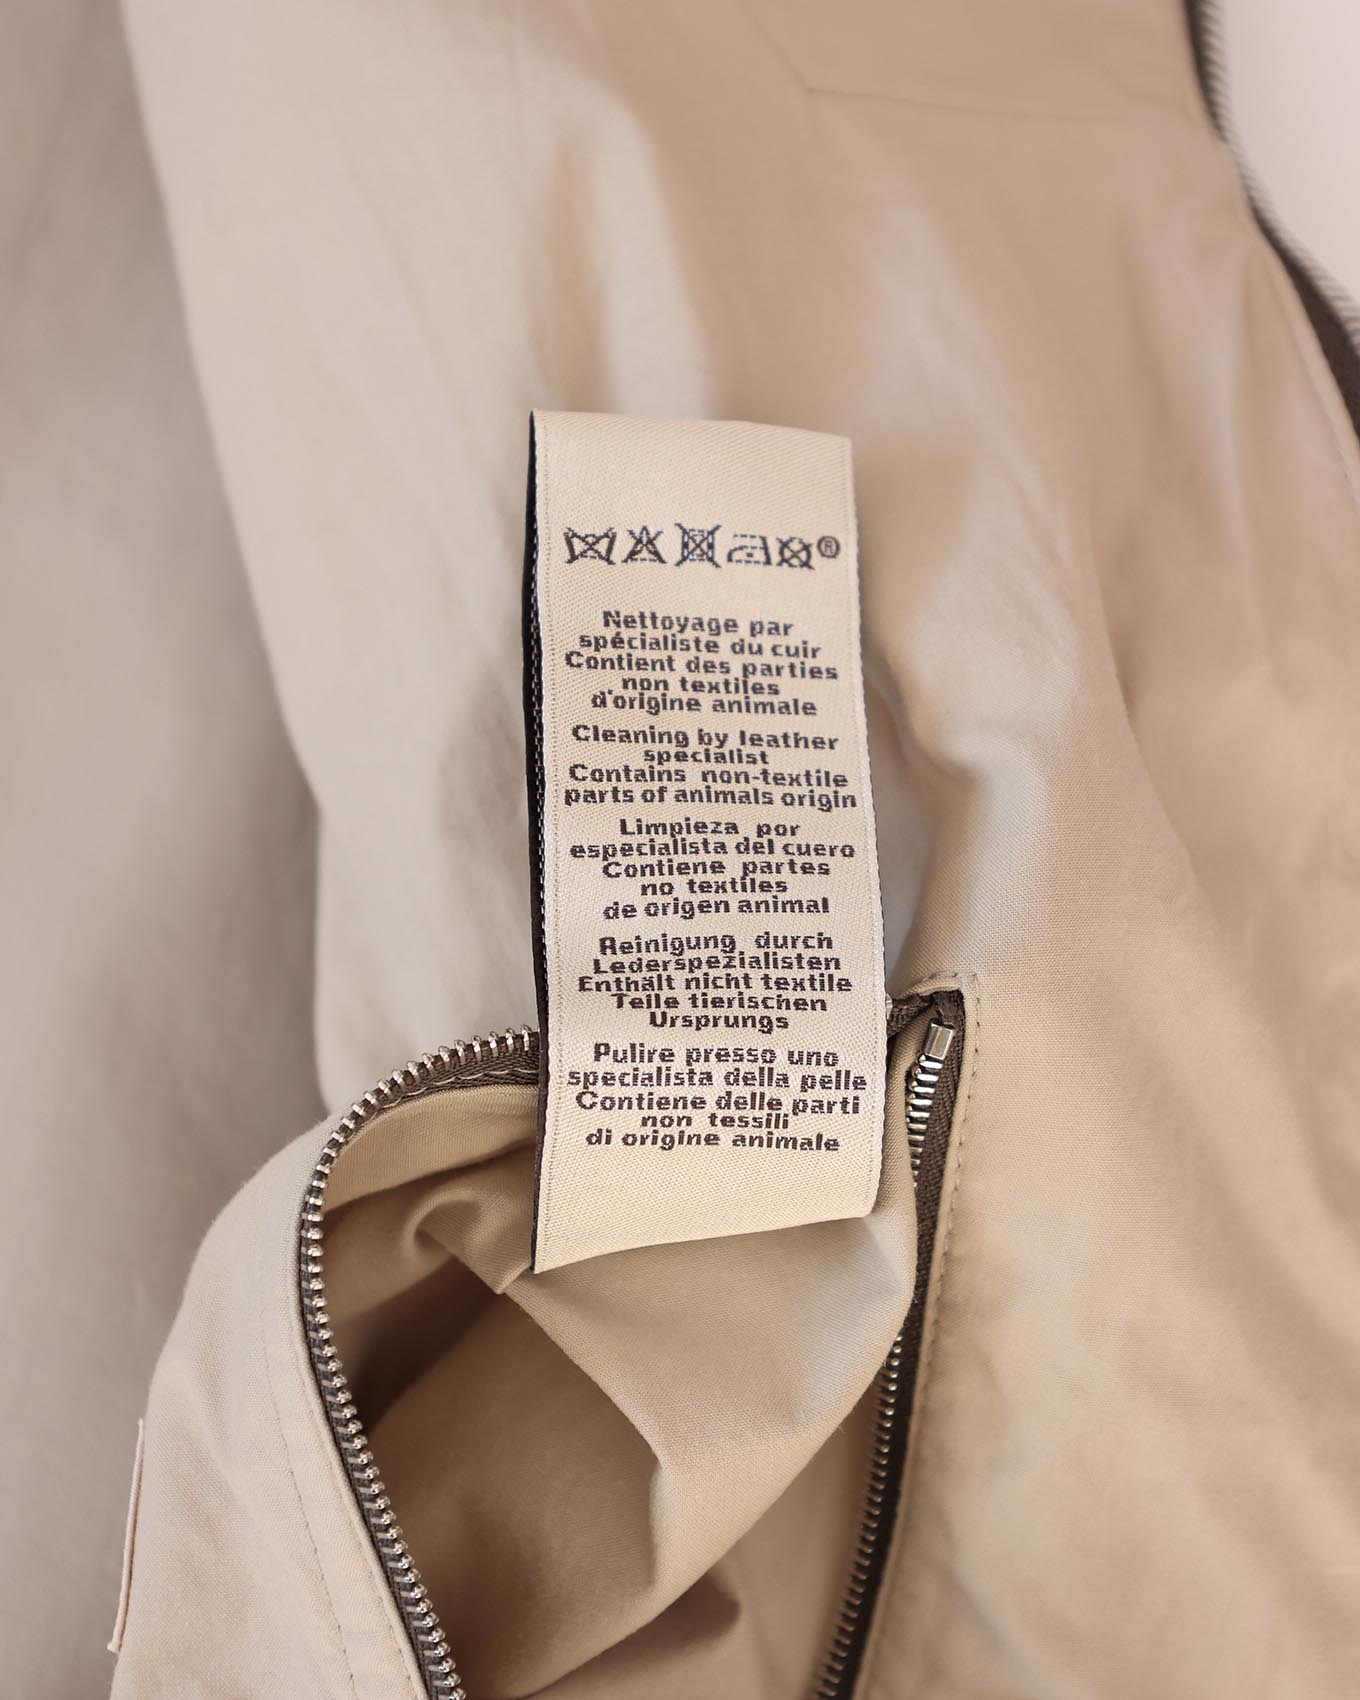 ®
Nettoyage par
spécialiste du cuir
Contient des parties
non textiles
d'origine animale
Cleaning by leather
specialist
Contains non-textile
parts of animals origin
Limpieza por
especialista del cuero
Contiene partes
no textiles
de origen animal
Reinigung durch
Lederspezialisten
Enthält nicht textile
Teile tierischen
Ursprungs
Pulire presso uno
specialista della pelle
Contiene delle parti
non tessili
di origine animale